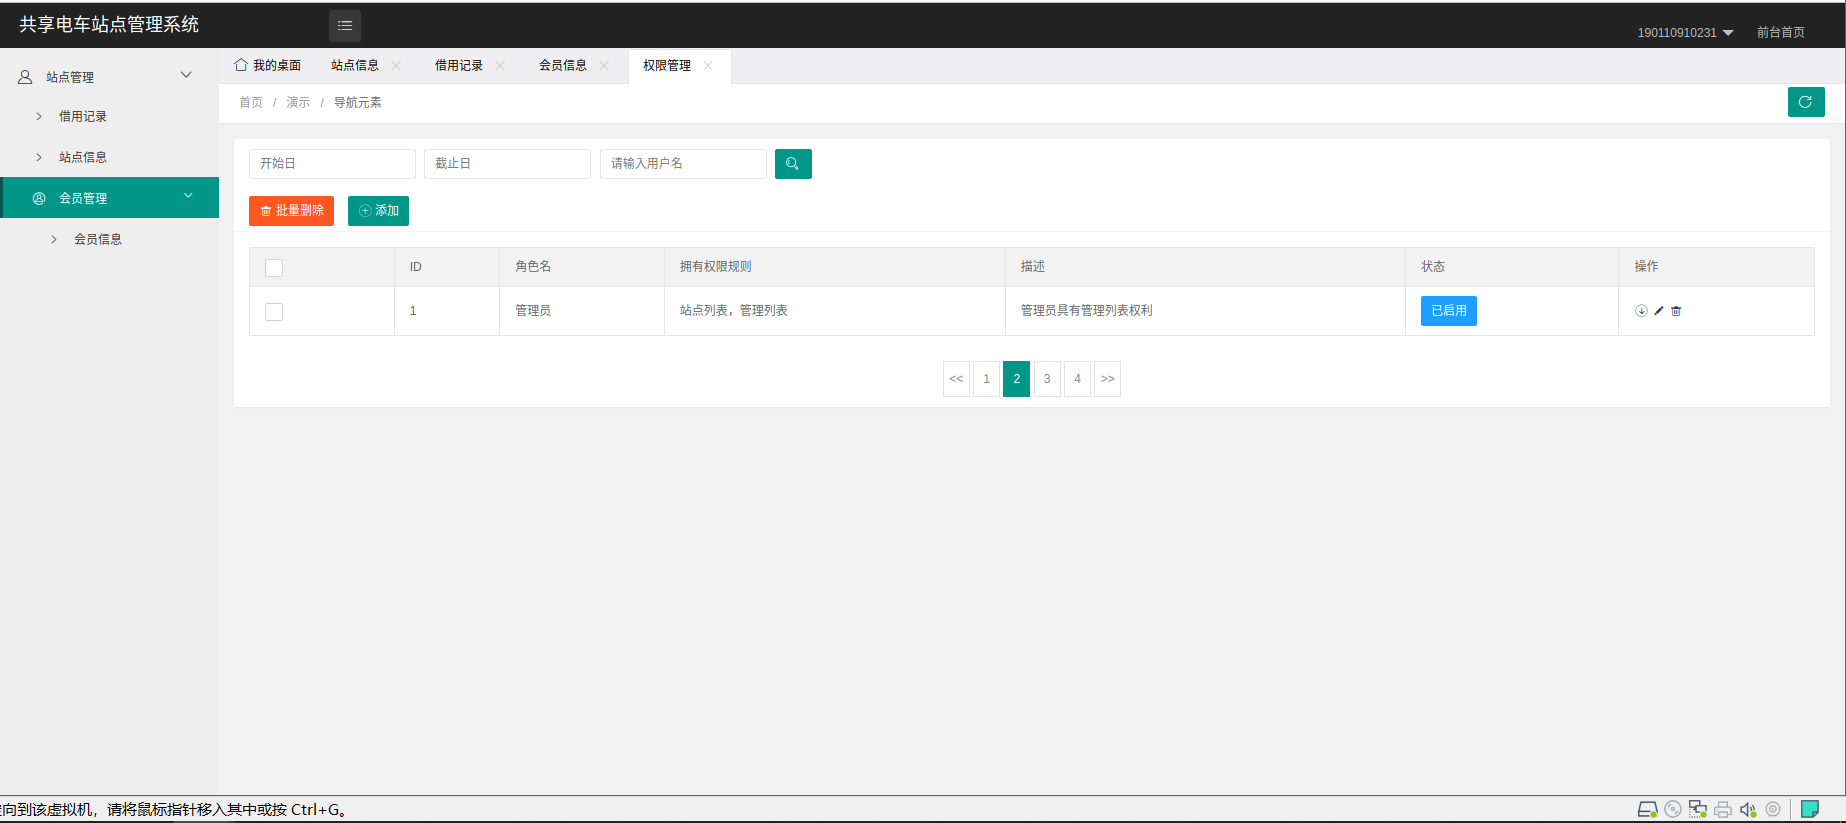 共享电车站点管理系统
190110910231 前台首页
站点管理
借用记录
站点信息
会员管理
会员信息
我的桌面 站点信息 借用记录 会员信息 权限管理
首页 / 演示 / 导航元素
开始日 截止日 请输入用户名
批量删除 添加
ID 角色名 拥有权限规则 描述 状态 操作
1 管理员 站点列表，管理列表 管理员具有管理列表权利 已启用
<< 1 2 3 4 >>
向到该虚拟机，请将鼠标指针移入其中或按 Ctrl+G。